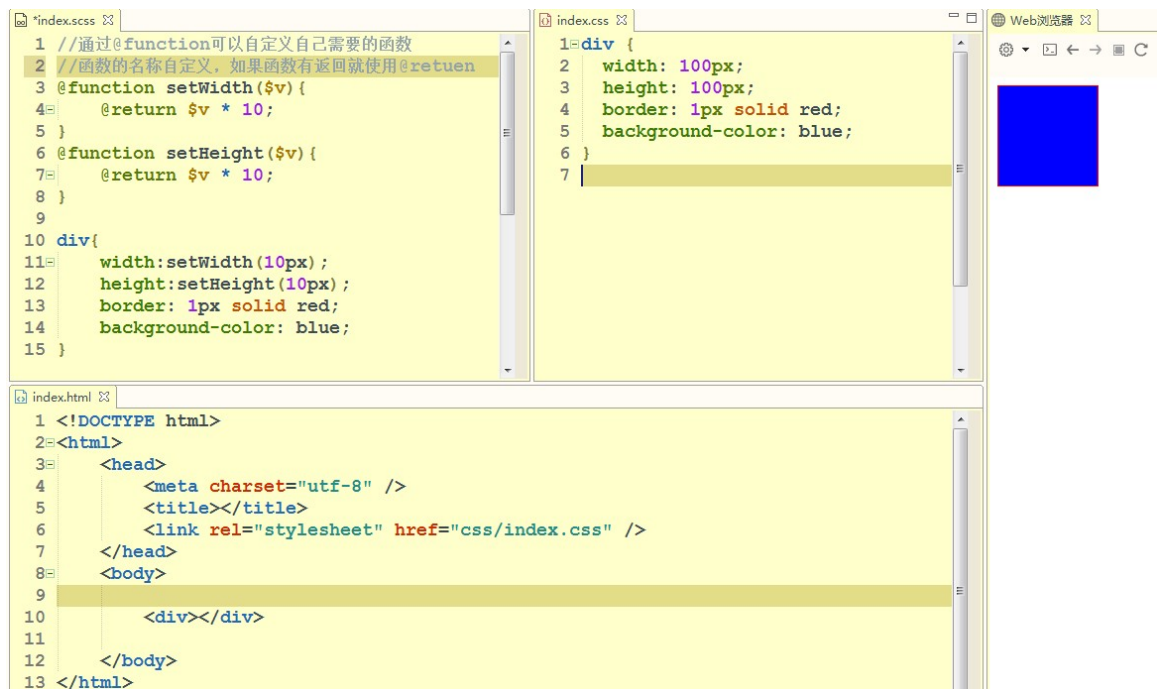 *index.scss
1 //通过@function可以自定义自己需要的函数
2 //函数的名称自定义，如果函数有返回就使用@retuen
3 @function setWidth($v){
4 @return $v * 10;
5 }
6 @function setHeight($v){
7 @return $v * 10;
8 }
9
10 div{
11 width:setWidth(10px);
12 height:setHeight(10px);
13 border: 1px solid red;
14 background-color: blue;
15 }
index.css
1 div {
2 width: 100px;
3 height: 100px;
4 border: 1px solid red;
5 background-color: blue;
6 }
7
Web浏览器
index.html
1 <!DOCTYPE html>
2 <html>
3 <head>
4 <meta charset="utf-8" />
5 <title></title>
6 <link rel="stylesheet" href="css/index.css" />
7 </head>
8 <body>
9
10 <div></div>
11
12 </body>
13 </html>